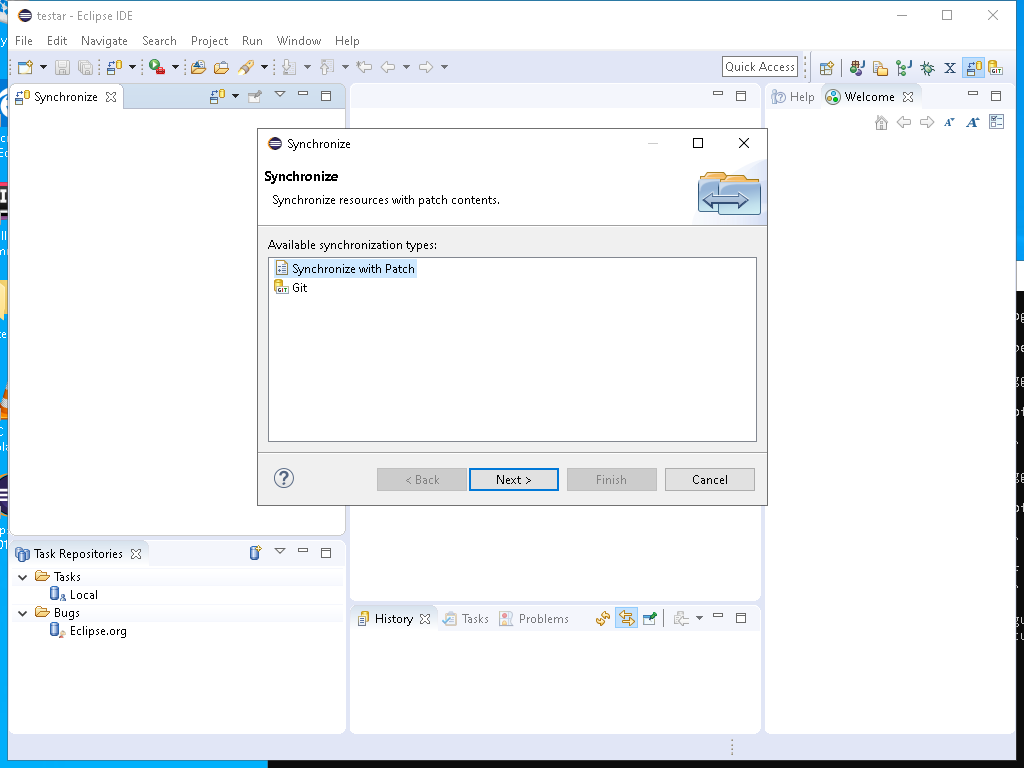 testar - Eclipse IDE
File Edit Navigate Search Project Run Window Help
Quick Access
Synchronize
Help Welcome
Synchronize
Synchronize
Synchronize resources with patch contents.
Available synchronization types:
Synchronize with Patch
Git
< Back Next > Finish Cancel
Task Repositories
Tasks
Local
Bugs
Eclipse.org
History Tasks Problems